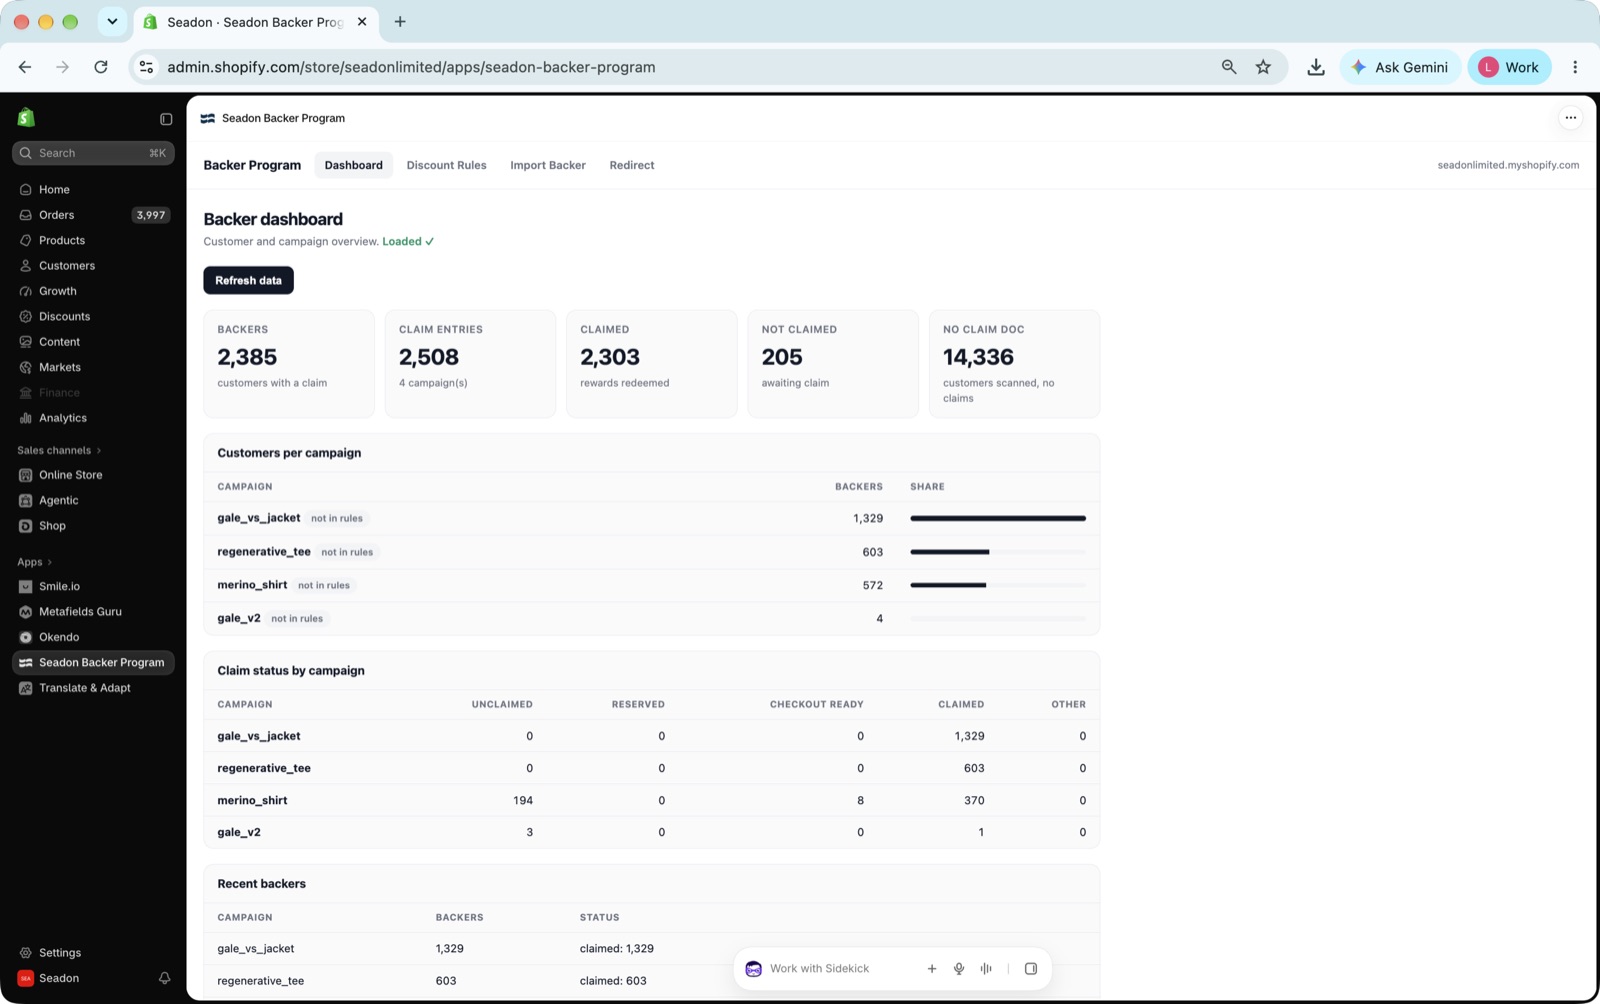 Seadon · Seadon Backer Prog
admin.shopify.com/store/seadonlimited/apps/seadon-backer-program
Ask Gemini
L
Work
Search
⌘K
Home
Orders
3,997
Products
Customers
Growth
Discounts
Content
Markets
Finance
Analytics
Sales channels
Online Store
Agentic
Shop
Apps
Smile.io
Metafields Guru
Okendo
Seadon Backer Program
Translate & Adapt
Settings
SEA
Seadon
Seadon Backer Program
Backer Program
Dashboard
Discount Rules
Import Backer
Redirect
seadonlimited.myshopify.com
Backer dashboard
Customer and campaign overview. Loaded ✓
Refresh data
BACKERS
2,385
customers with a claim
CLAIM ENTRIES
2,508
4 campaign(s)
CLAIMED
2,303
rewards redeemed
NOT CLAIMED
205
awaiting claim
NO CLAIM DOC
14,336
customers scanned, no
claims
Customers per campaign
CAMPAIGN BACKERS SHARE
gale_vs_jacket not in rules 1,329
regenerative_tee not in rules 603
merino_shirt not in rules 572
gale_v2 not in rules 4
Claim status by campaign
CAMPAIGN UNCLAIMED RESERVED CHECKOUT READY CLAIMED OTHER
gale_vs_jacket 0 0 0 1,329 0
regenerative_tee 0 0 0 603 0
merino_shirt 194 0 8 370 0
gale_v2 3 0 0 1 0
Recent backers
CAMPAIGN BACKERS STATUS
gale_vs_jacket 1,329 claimed: 1,329
regenerative_tee 603 claimed: 603
Work with Sidekick